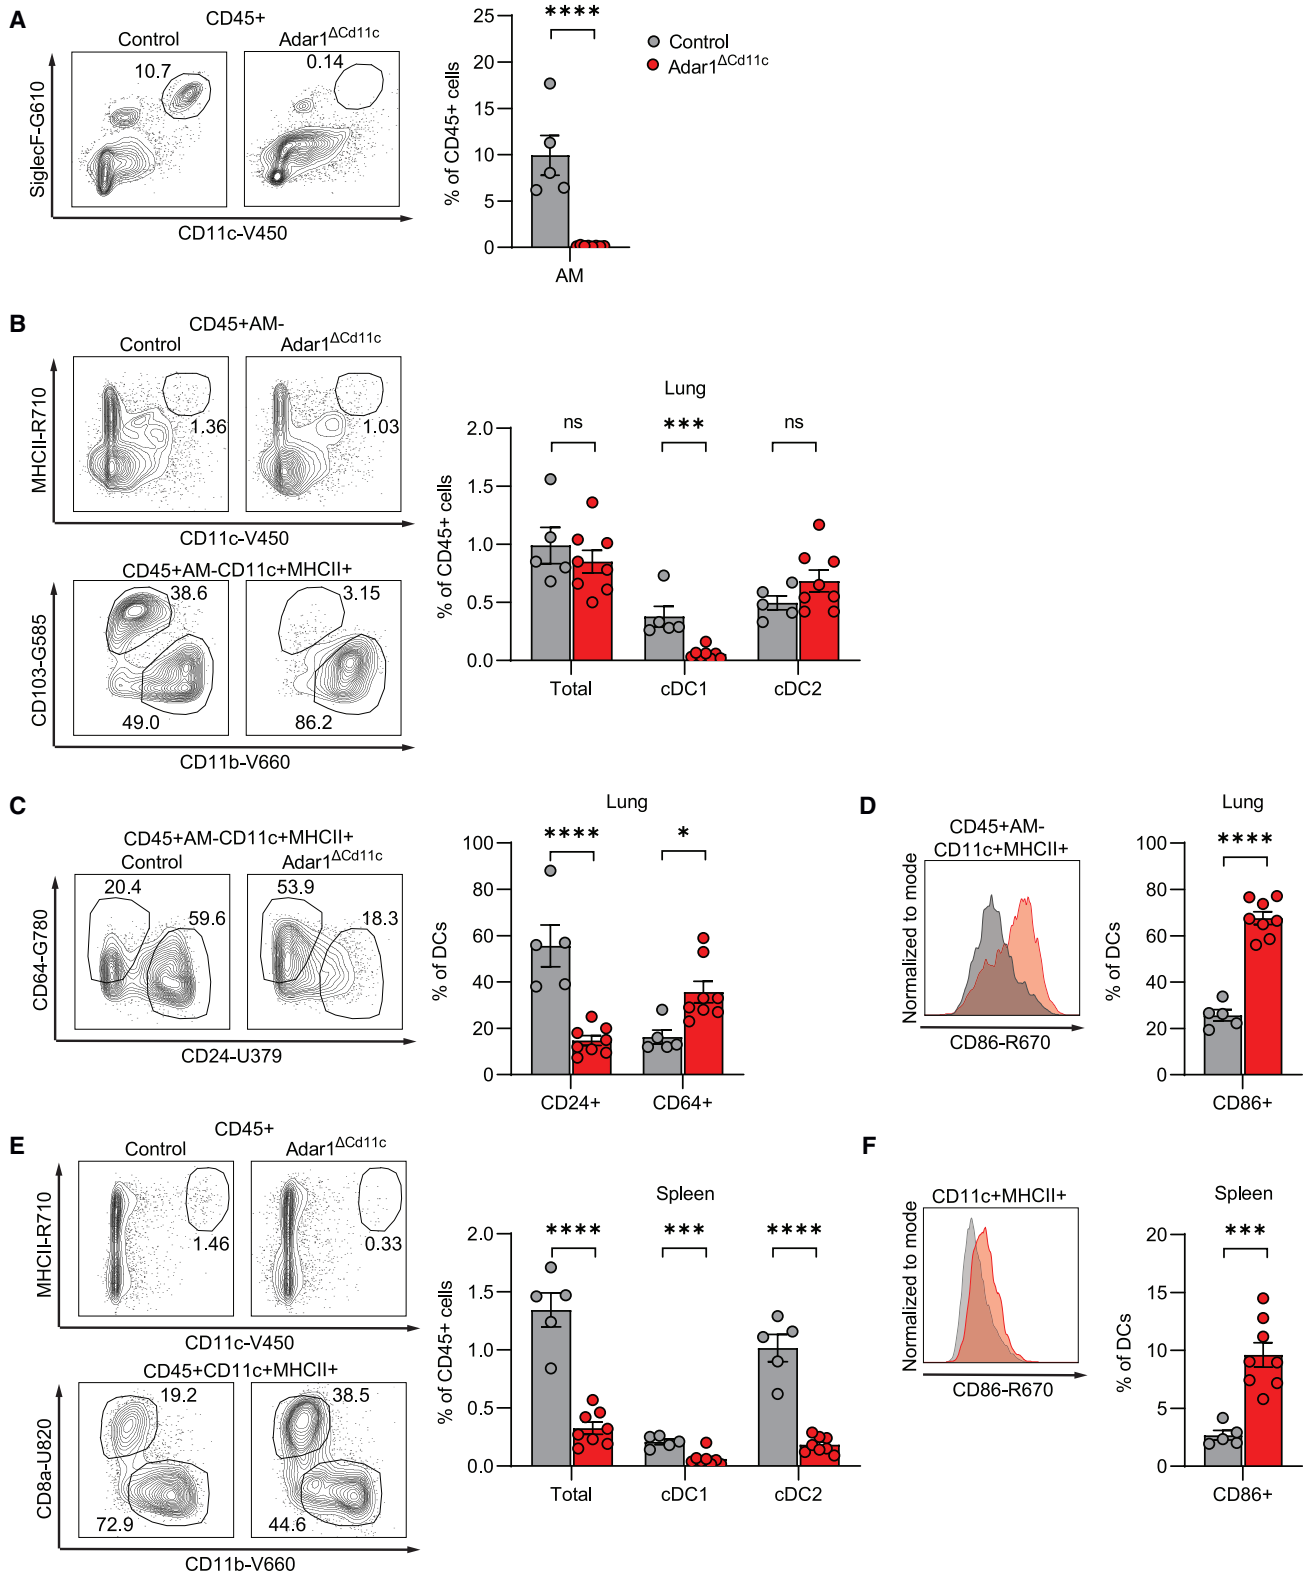 A
CD45+
Control
Adar1ΔCd11c
10.7
0.14
SiglecF-G610
CD11c-V450
% of CD45+ cells
25
20
15
10
5
0
****
AM
Control
Adar1ΔCd11c
B
CD45+AM-
Control
Adar1ΔCd11c
MHCII-R710
1.36
1.03
CD11c-V450
CD45+AM-CD11c+MHCII+
38.6
3.15
CD103-G585
49.0
86.2
CD11b-V660
Lung
% of CD45+ cells
2.0
1.5
1.0
0.5
0.0
ns
***
ns
Total
cDC1
cDC2
C
CD45+AM-CD11c+MHCII+
Control
Adar1ΔCd11c
20.4
59.6
53.9
18.3
CD64-G780
CD24-U379
Lung
% of DCs
100
80
60
40
20
0
****
*
CD24+
CD64+
D
CD45+AM-
CD11c+MHCII+
Normalized to mode
CD86-R670
Lung
% of DCs
100
80
60
40
20
0
****
CD86+
E
CD45+
Control
Adar1ΔCd11c
MHCII-R710
1.46
0.33
CD11c-V450
CD45+CD11c+MHCII+
19.2
38.5
CD8a-U820
72.9
44.6
CD11b-V660
Spleen
% of CD45+ cells
2.0
1.5
1.0
0.5
0.0
****
***
****
Total
cDC1
cDC2
F
CD11c+MHCII+
Normalized to mode
CD86-R670
Spleen
% of DCs
20
15
10
5
0
***
CD86+